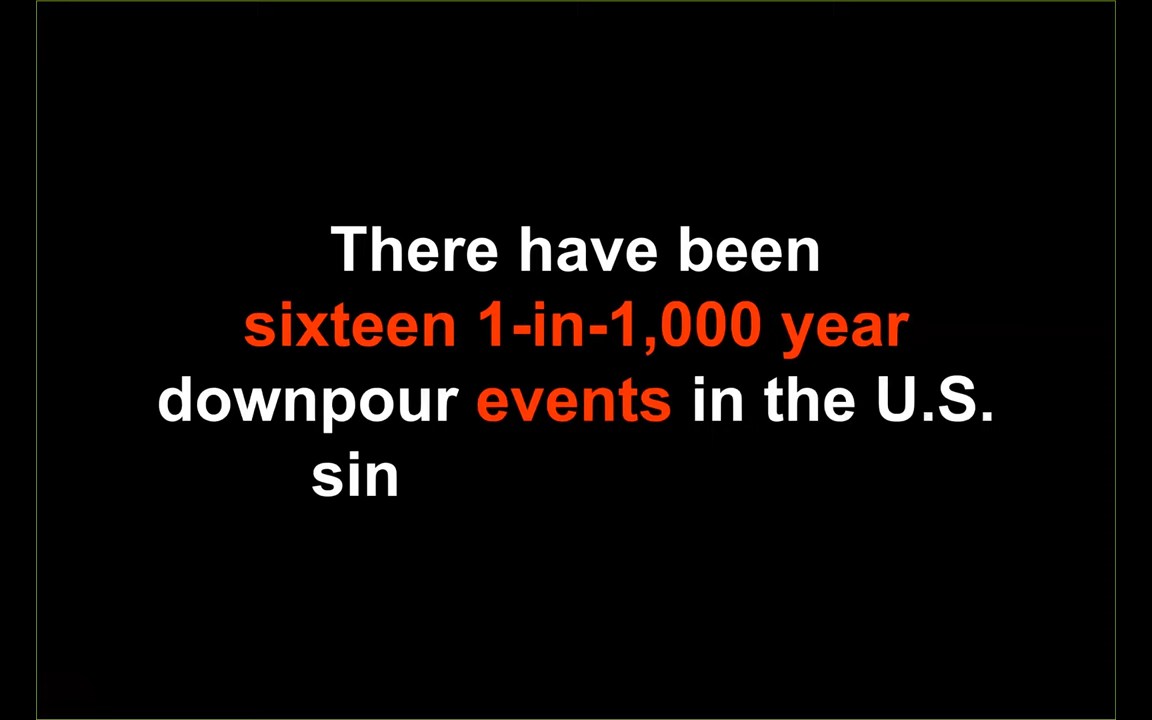 There have been
sixteen 1-in-1,000 year
downpour events in the U.S.
sin